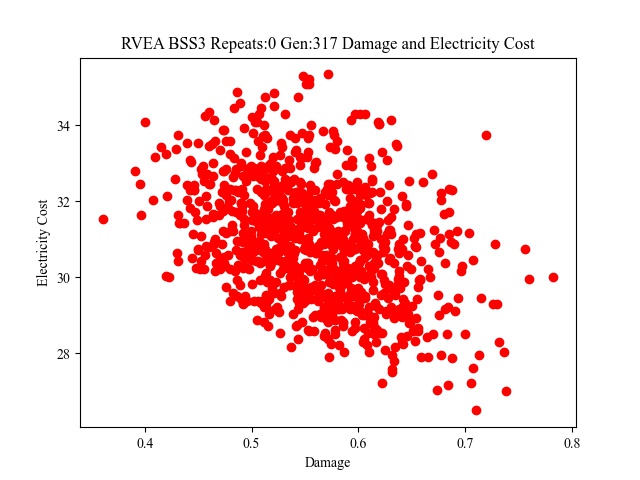 RVEA BSS3 Repeats:0 Gen:317 Damage and Electricity Cost
Electricity Cost
34
32
30
28
0.4 0.5 0.6 0.7 0.8
Damage